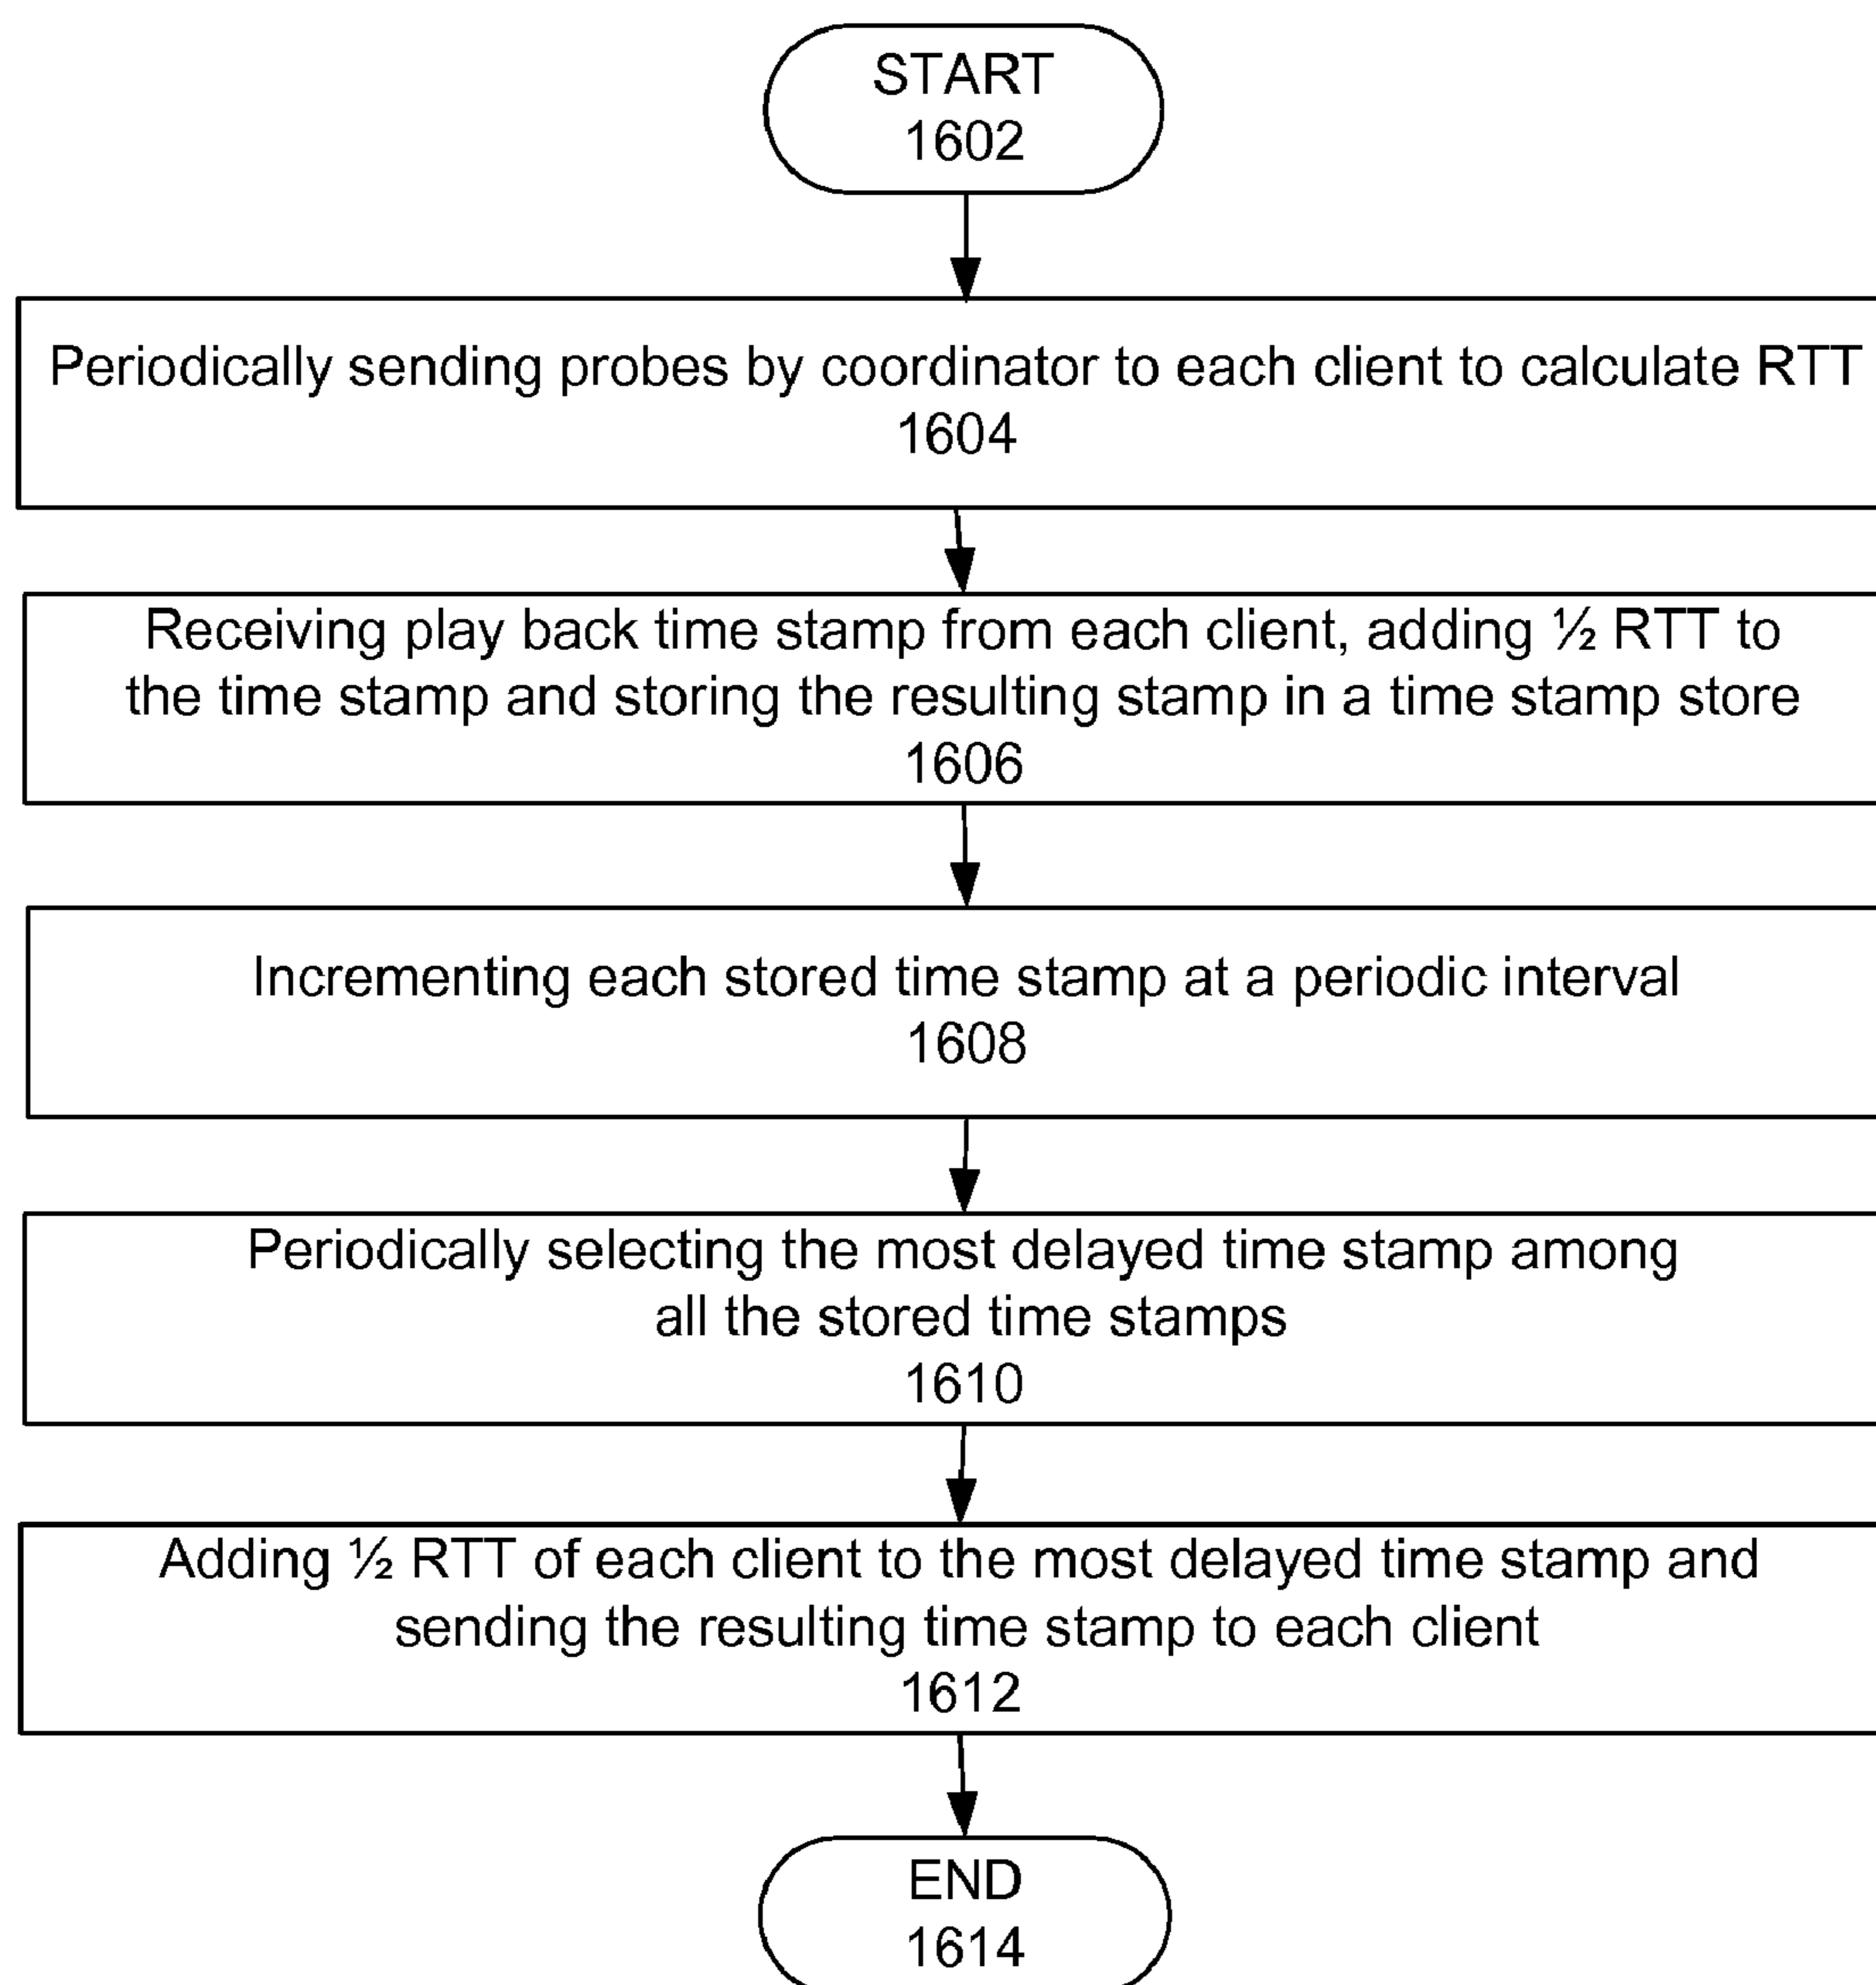 START
1602
Periodically sending probes by coordinator to each client to calculate RTT
1604
Receiving play back time stamp from each client, adding ½ RTT to
the time stamp and storing the resulting stamp in a time stamp store
1606
Incrementing each stored time stamp at a periodic interval
1608
Periodically selecting the most delayed time stamp among
all the stored time stamps
1610
Adding ½ RTT of each client to the most delayed time stamp and
sending the resulting time stamp to each client
1612
END
1614